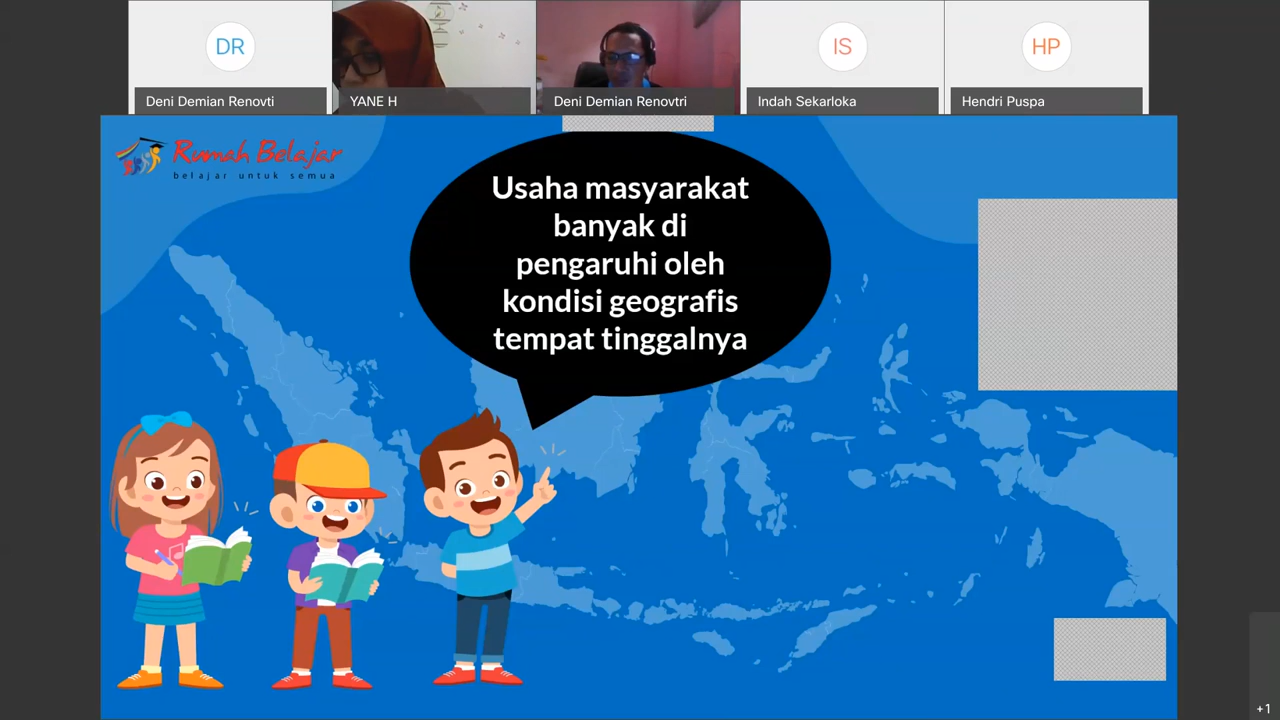 DR
IS
HP
Deni Demian Renovti
YANE H
Deni Demian Renovtri
Indah Sekarloka
Hendri Puspa
Rumah Belajar
belajar untuk semua
Usaha masyarakat
banyak di
pengaruhi oleh
kondisi geografis
tempat tinggalnya
+1